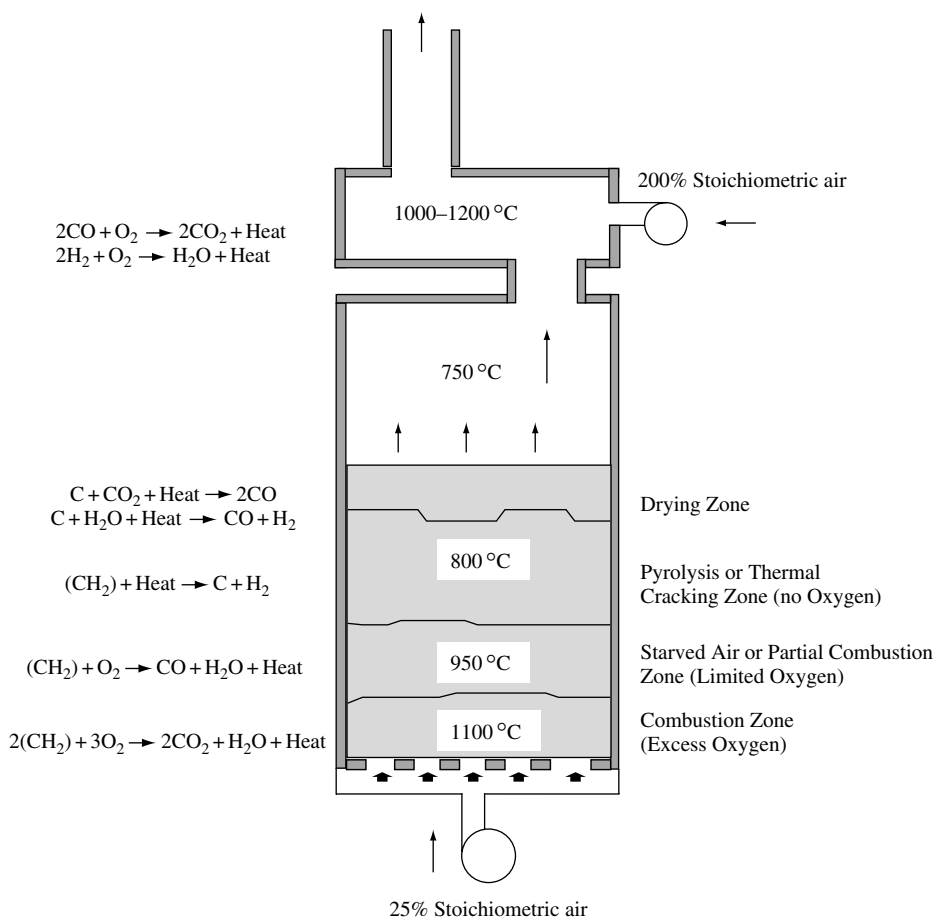 200% Stoichiometric air
1000–1200 °C
2CO + O₂ → 2CO₂ + Heat
2H₂ + O₂ → H₂O + Heat
750 °C
C + CO₂ + Heat → 2CO
C + H₂O + Heat → CO + H₂
Drying Zone
800 °C
(CH₂) + Heat → C + H₂
Pyrolysis or Thermal
Cracking Zone (no Oxygen)
(CH₂) + O₂ → CO + H₂O + Heat
950 °C
Starved Air or Partial Combustion
Zone (Limited Oxygen)
2(CH₂) + 3O₂ → 2CO₂ + H₂O + Heat
1100 °C
Combustion Zone
(Excess Oxygen)
25% Stoichiometric air